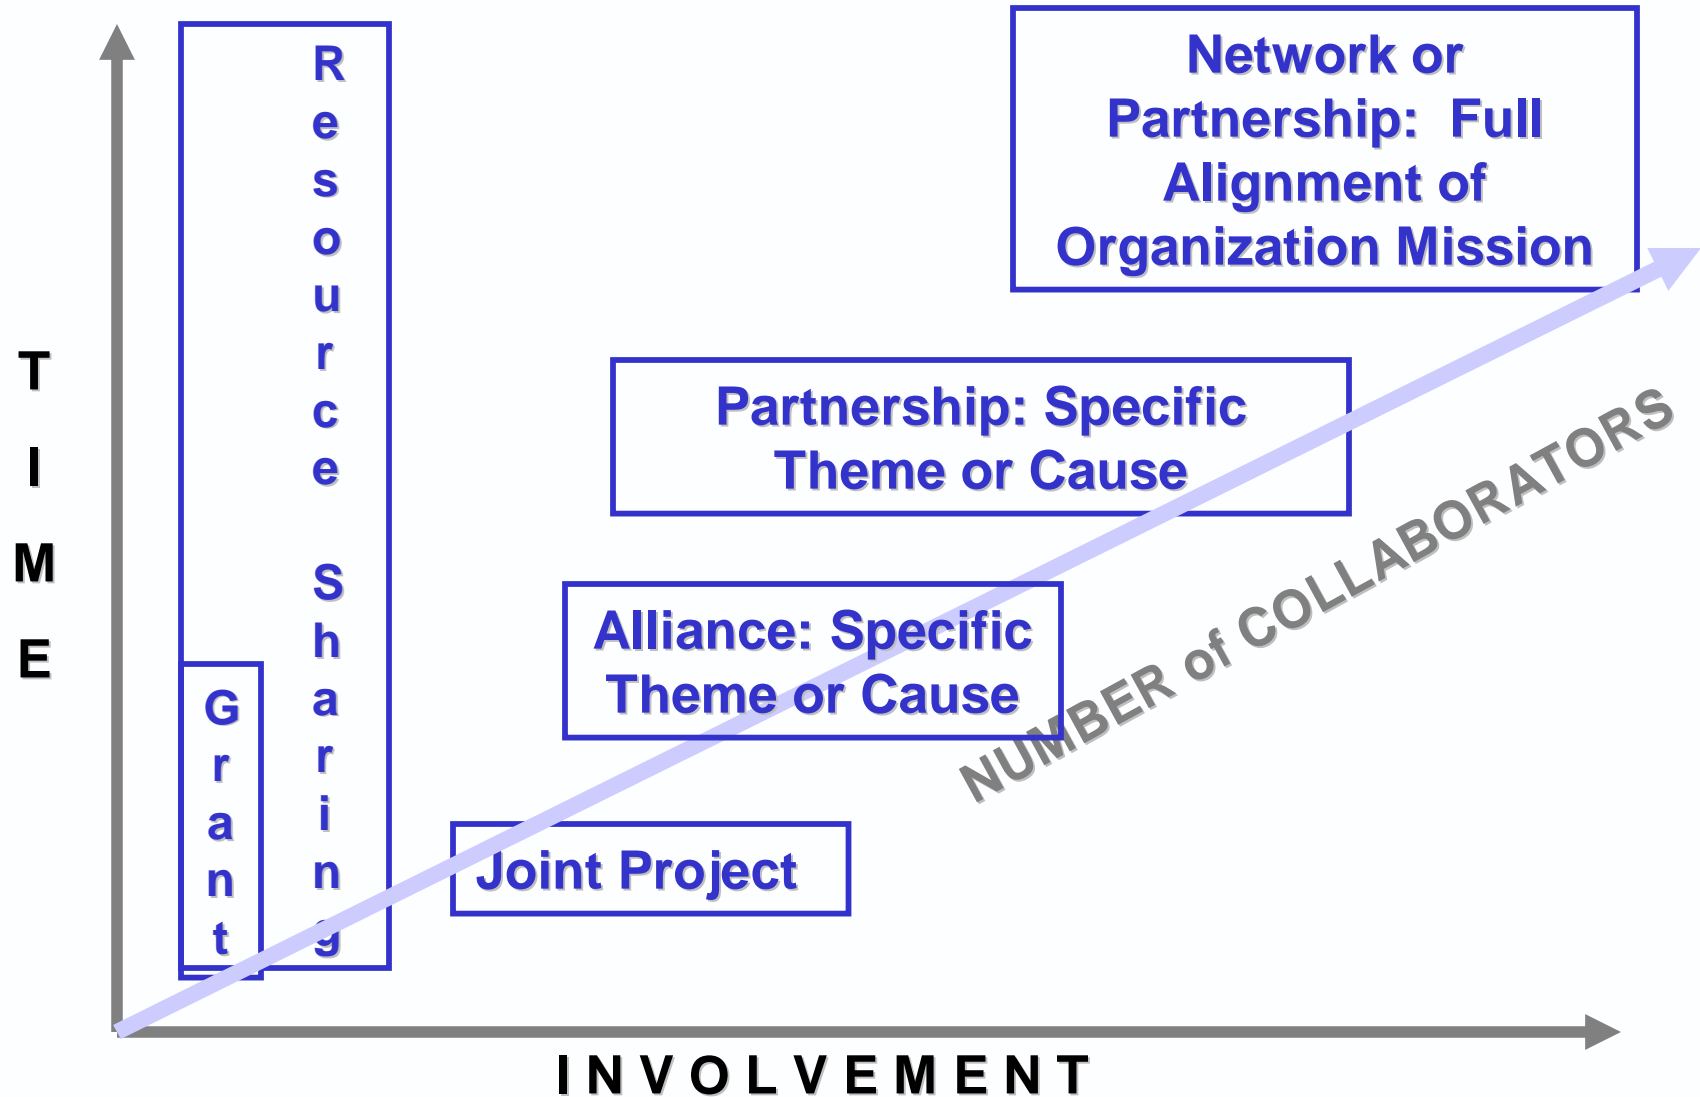 TIME
Resource Sharing
Grant
Network or
Partnership: Full
Alignment of
Organization Mission
Partnership: Specific
Theme or Cause
Alliance: Specific
Theme or Cause
Joint Project
NUMBER of COLLABORATORS
INVOLVEMENT